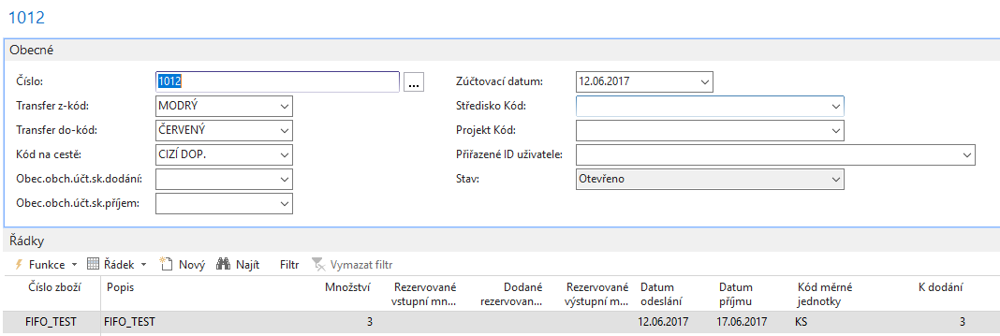 1012
Obecné
Číslo: 1012 ... Zúčtovací datum: 12.06.2017
Transfer z-kód: MODRÝ Středisko Kód:
Transfer do-kód: ČERVENÝ Projekt Kód:
Kód na cestě: CIZÍ DOP. Přiřazené ID uživatele:
Obec.obch.účt.sk.dodání: Stav: Otevřeno
Obec.obch.účt.sk.příjem:
Řádky
Funkce Řádek Nový Najít Filtr Vymazat filtr
Číslo zboží Popis Množství Rezervované vstupní mn... Dodané rezervovan... Rezervované výstupní m... Datum odeslání Datum příjmu Kód měrné jednotky K dodání
FIFO_TEST FIFO_TEST 3 12.06.2017 17.06.2017 KS 3